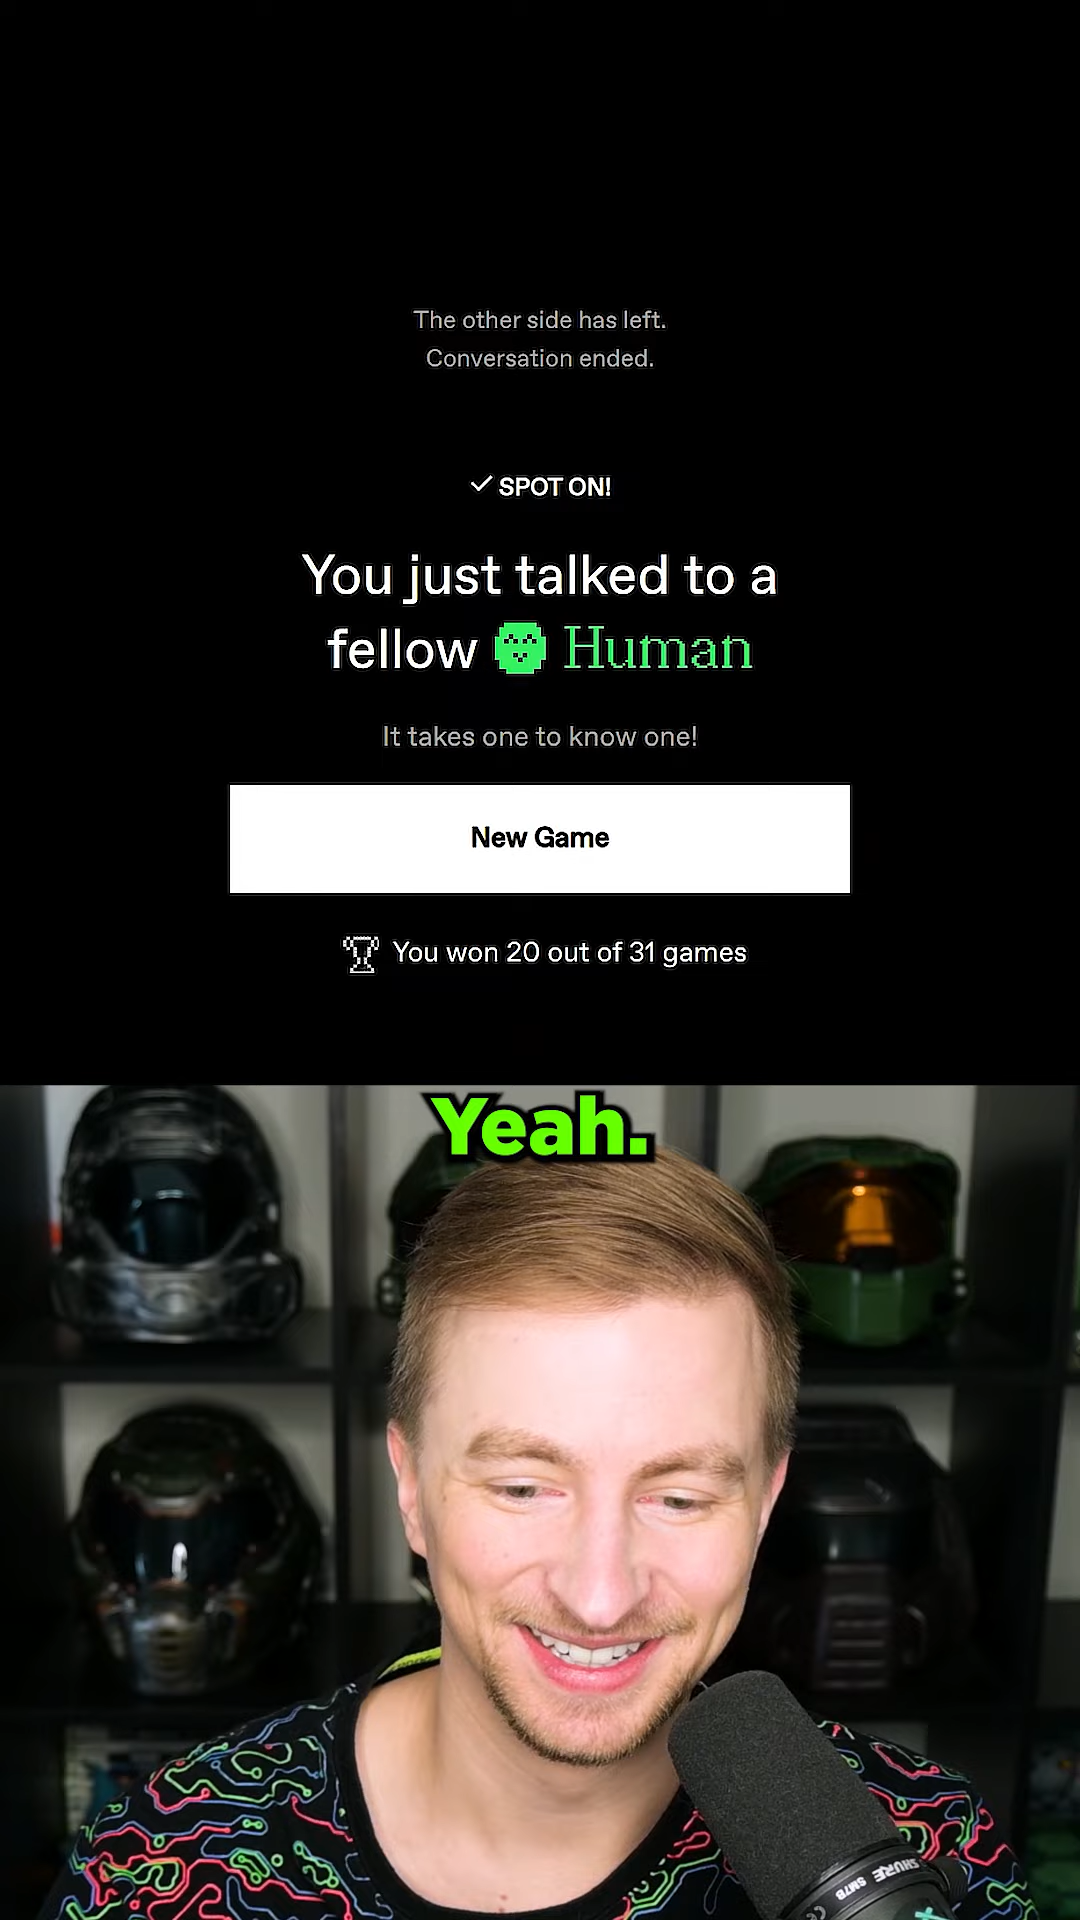 The other side has left.
Conversation ended.
✓ SPOT ON!
You just talked to a
fellow Human
It takes one to know one!
New Game
You won 20 out of 31 games
Yeah.
SHURE
SM7B